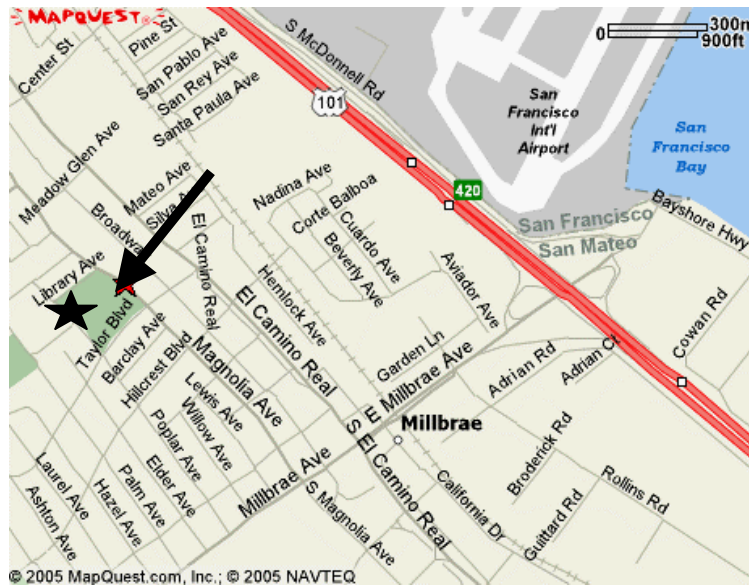 MAPQUEST
300m
0
900ft
Center St
Pine St
San Pablo Ave
San Rey Ave
Santa Paula Ave
S McDonnell Rd
101
San
Francisco
Int'l
Airport
San
Francisco
Bay
420
Meadow Glen Ave
Mateo Ave
Silva
Broadwa
Nadina Ave
Corte Balboa
Cuardo Ave
Beverly Ave
San Francisco
San Mateo
Bayshore Hwy
Library Ave
El Camino Real
Hemlock Ave
Aviador Ave
Cowan Rd
Taylor Blvd
Barclay Ave
Hillcrest Blvd
Magnolia Ave
El Camino Real
Garden Ln
E Millbrae Ave
Adrian Rd
Adrian Ct
Lewis Ave
Willow Ave
Poplar Ave
Millbrae
Elder Ave
Palm Ave
Hazel Ave
Laurel Ave
Ashton Ave
Millbrae Ave
S Magnolia Ave
S El Camino Real
California Dr
Broderick Rd
Guittard Rd
Rollins Rd
© 2005 MapQuest.com, Inc.; © 2005 NAVTEQ